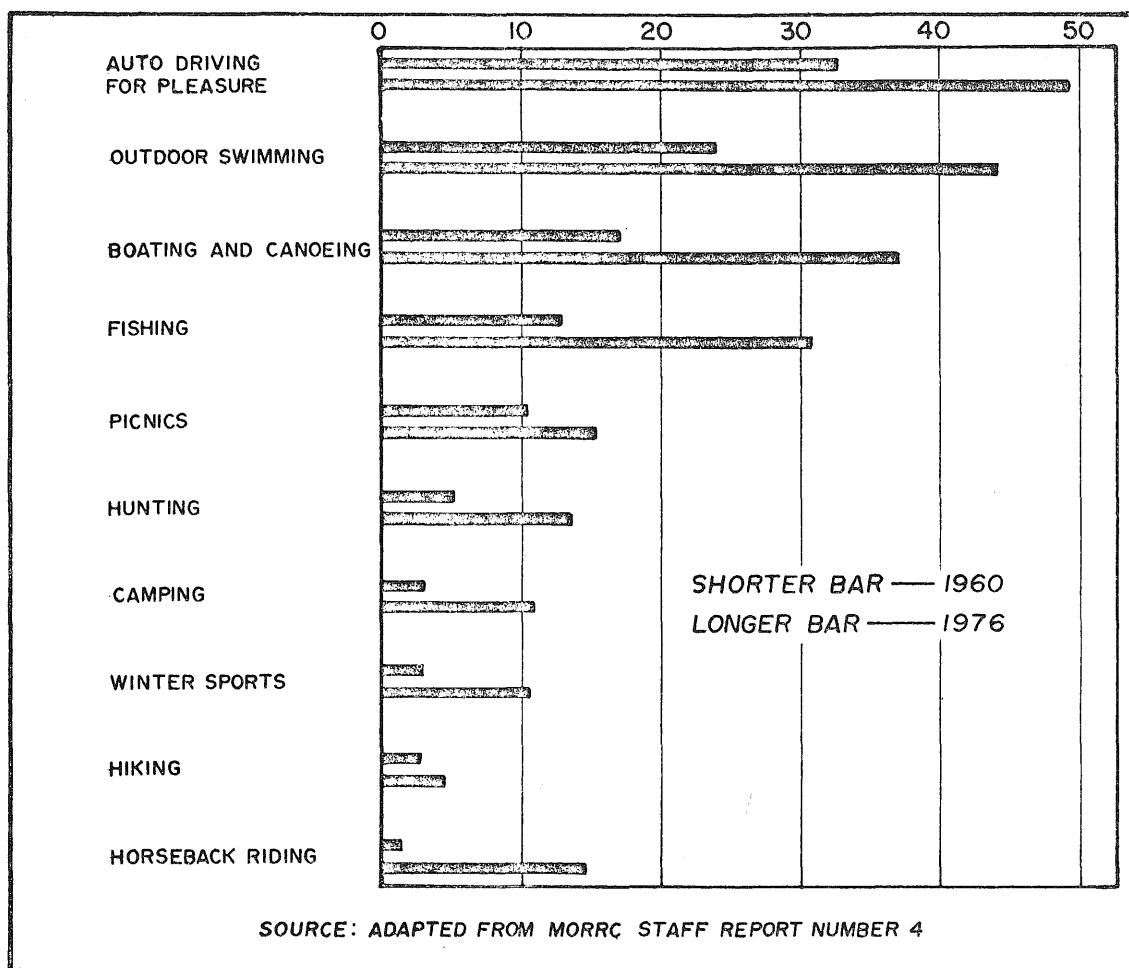 0 10 20 30 40 50
AUTO DRIVING
FOR PLEASURE
OUTDOOR SWIMMING
BOATING AND CANOEING
FISHING
PICNICS
HUNTING
CAMPING
SHORTER BAR — 1960
LONGER BAR — 1976
WINTER SPORTS
HIKING
HORSEBACK RIDING
SOURCE: ADAPTED FROM MORRC STAFF REPORT NUMBER 4